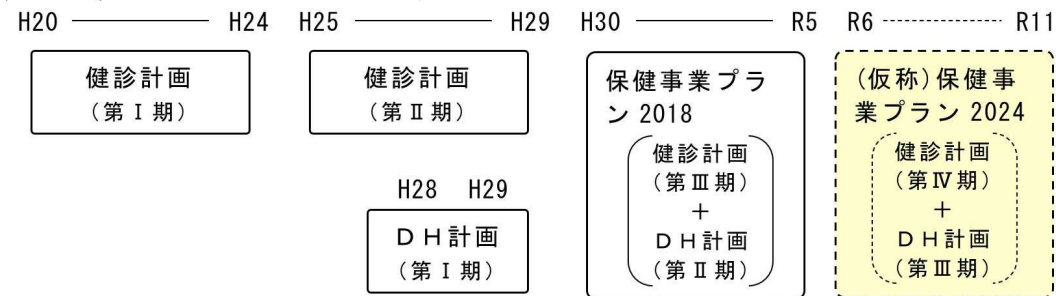 H20 ――― H24 H25 ――― H29 H30 ――― R5 R6 ------- R11
健診計画
(第Ⅰ期)
健診計画
(第Ⅱ期)
H28 H29
ＤＨ計画
(第Ⅰ期)
保健事業プラ
ン 2018
健診計画
(第Ⅲ期)
＋
ＤＨ計画
(第Ⅱ期)
(仮称)保健事
業プラン 2024
健診計画
(第Ⅳ期)
＋
ＤＨ計画
(第Ⅲ期)